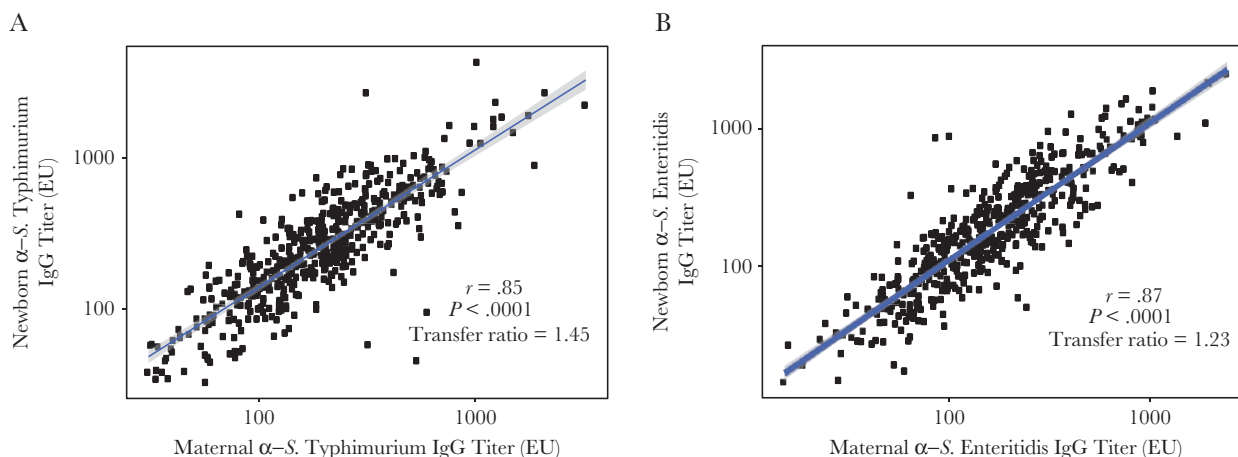 A
Newborn α–S. Typhimurium
IgG Titer (EU)
1000
100
r = .85
P < .0001
Transfer ratio = 1.45
100
1000
Maternal α–S. Typhimurium IgG Titer (EU)
B
Newborn α–S. Enteritidis
IgG Titer (EU)
1000
100
r = .87
P < .0001
Transfer ratio = 1.23
100
1000
Maternal α–S. Enteritidis IgG Titer (EU)